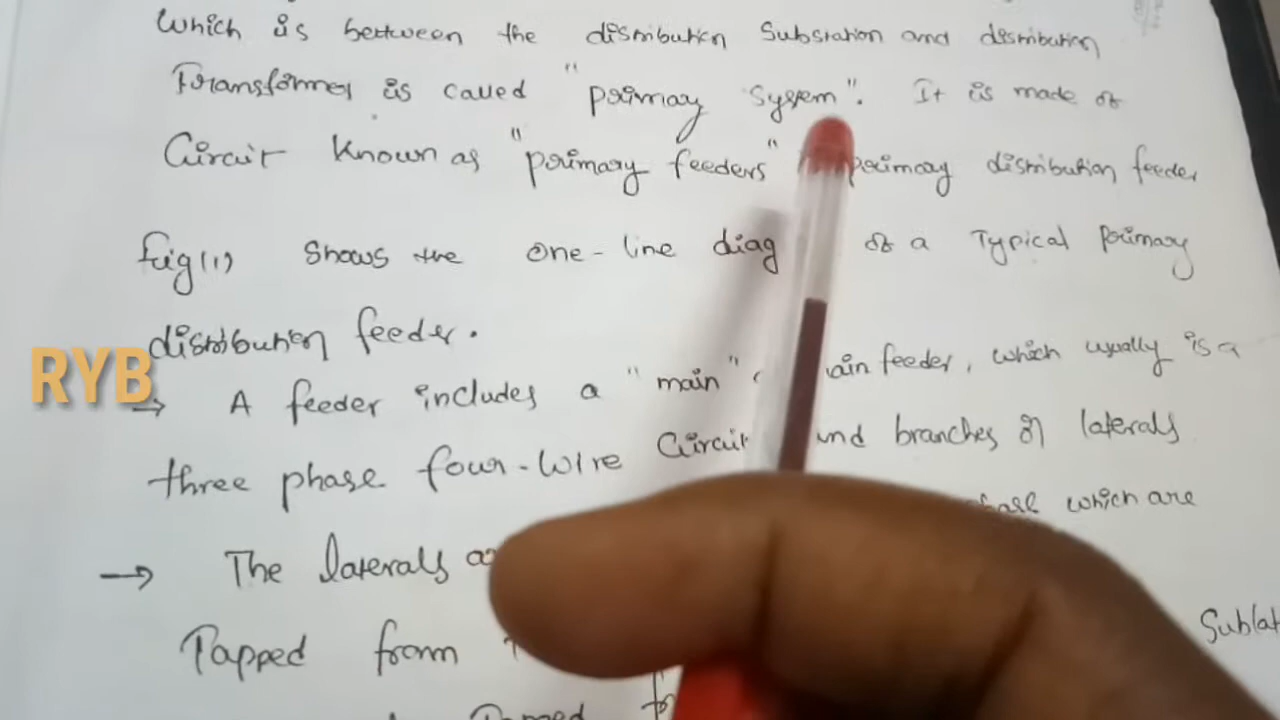 Which is between the distribution Substation and distribution
Transformer is called "primary System". It is made of
Circuit known as "primary feeders" primary distribution feeder
fig(1) shows the one-line diag of a Typical primary
distribution feeder.
RYB
→ A feeder includes a "main" feeder, which usually is a
three phase four-wire Circuit and branches or laterals
which are
→ The laterals
Tapped from
Tapped